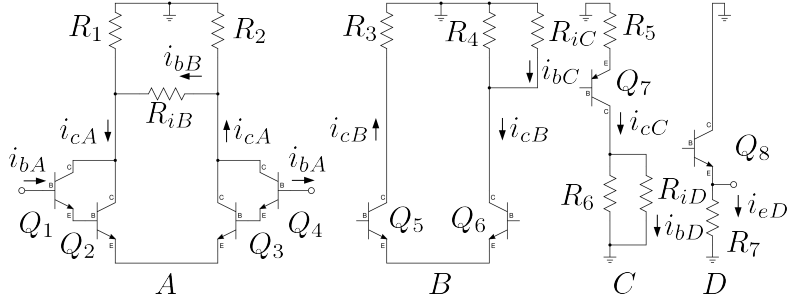 R1 R2 R3 R4 RiC R5
ibB ibC Q7
RiB
icA icA icB icB icC Q8
ibA ibA
R6 RiD
Q1 Q2 Q3 Q4 Q5 Q6 ibD ieD
R7
A B C D
C C C C C C C C
B B B B B B B B
E E E E E E E E